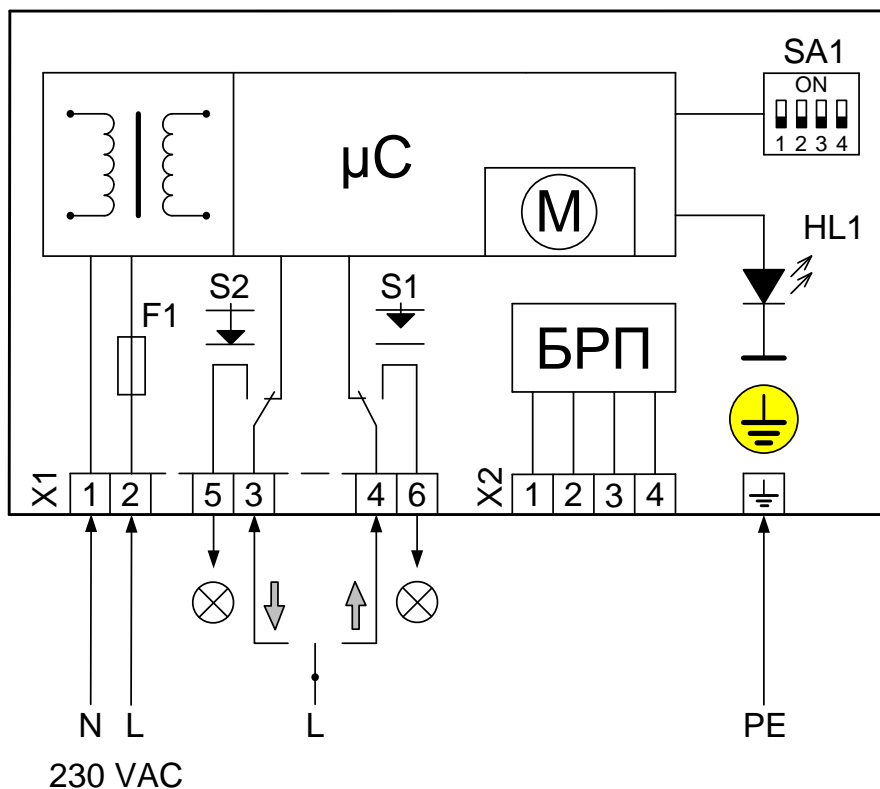 SA1
ON
1 2 3 4
µC
M
HL1
S2
S1
F1
БРП
X1
1 2 5 3 4 6
X2
1 2 3 4
N L
L
PE
230 VAC